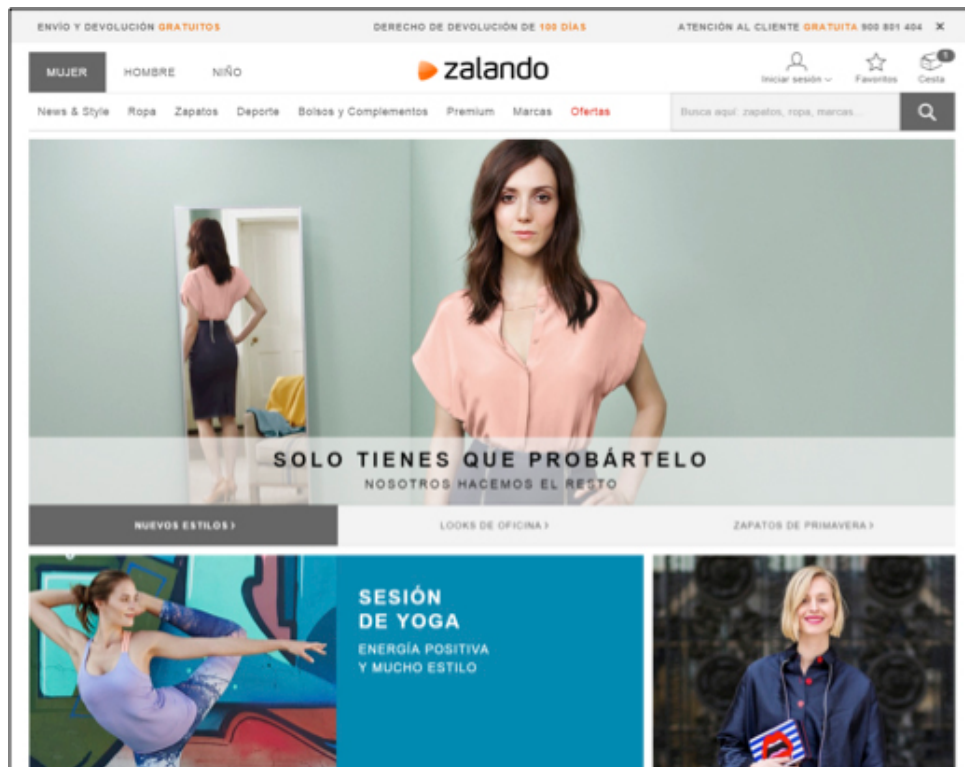 ENVÍO Y DEVOLUCIÓN GRATUITOS
DERECHO DE DEVOLUCIÓN DE 100 DÍAS
ATENCIÓN AL CLIENTE GRATUITA 900 801 404 X
MUJER HOMBRE NIÑO
zalando
Iniciar sesión Favoritos Cesta 1
News & Style Ropa Zapatos Deporte Bolsos y Complementos Premium Marcas Ofertas
Busca aquí: zapatos, ropa, marcas...
SOLO TIENES QUE PROBÁRTELO
NOSOTROS HACEMOS EL RESTO
NUEVOS ESTILOS > LOOKS DE OFICINA > ZAPATOS DE PRIMAVERA >
SESIÓN
DE YOGA
ENERGÍA POSITIVA
Y MUCHO ESTILO